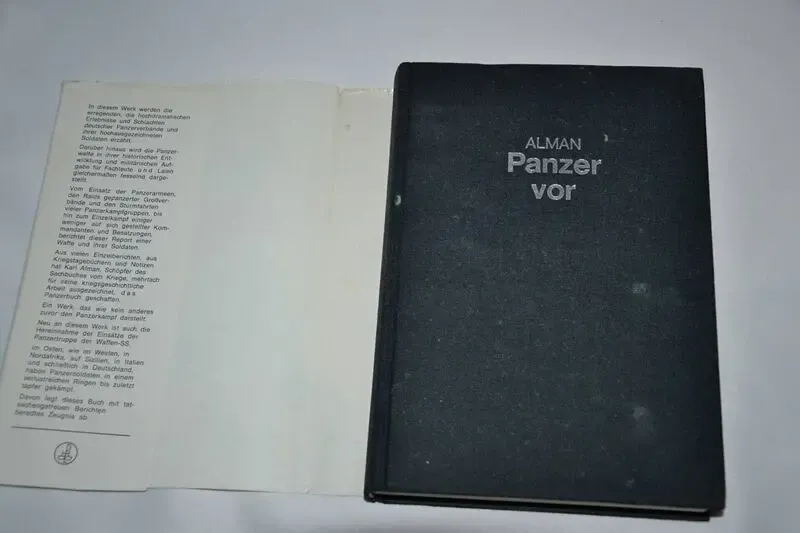 In diesem Werk werden die
erregenden, die hochdramatischen
Erlebnisse und Schlachten
deutscher Panzerverbände und
ihrer hochausgezeichneten
Soldaten erzählt.
Darüber hinaus wird die Panzer-
waffe in ihrer historischen Ent-
wicklung und militärischen Auf-
gabe für Fachleute und Laien
gleichermaßen fesselnd darge-
stellt.
Vom Einsatz der Panzerarmeen,
den Raids gepanzerter Großver-
bände und den Sturmfahrten
vieler Panzerkampfgruppen, bis
hin zum Einzelkampf einiger
weniger auf sich gestellter Kom-
mandanten und Besatzungen,
berichtet dieser Report einer
Waffe und ihrer Soldaten.
Aus vielen Einzelberichten, aus
Kriegstagebüchern und Notizen
hat Karl Alman, Schöpfer des
Sachbuches vom Kriege, mehrfach
für seine kriegsgeschichtliche
Arbeit ausgezeichnet, das
Panzerbuch geschaffen.
Ein Werk, das wie kein anderes
zuvor den Panzerkampf darstellt.
Neu an diesem Werk ist auch die
Hereinnahme der Einsätze der
Panzertruppe der Waffen-SS.
Im Osten, wie im Westen, in
Nordafrika, auf Sizilien, in Italien
und schließlich in Deutschland,
haben Panzersoldaten in einem
verlustreichen Ringen bis zuletzt
tapfer gekämpft.
Davon legt dieses Buch mit tat-
sachengetreuen Berichten
beredtes Zeugnis ab.
ALMAN
Panzer
vor